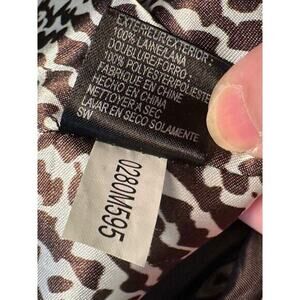 EXTERIEUR/EXTERIOR:
100% LAINE/LANA
DOUBLURE/FORRO:
100% POLYESTER/POLIESTER
FABRIQUE EN CHINE
HECHO EN CHINA
NETTOYER A SEC
LAVAR EN SECO SOLAMENTE
SW
0280M595